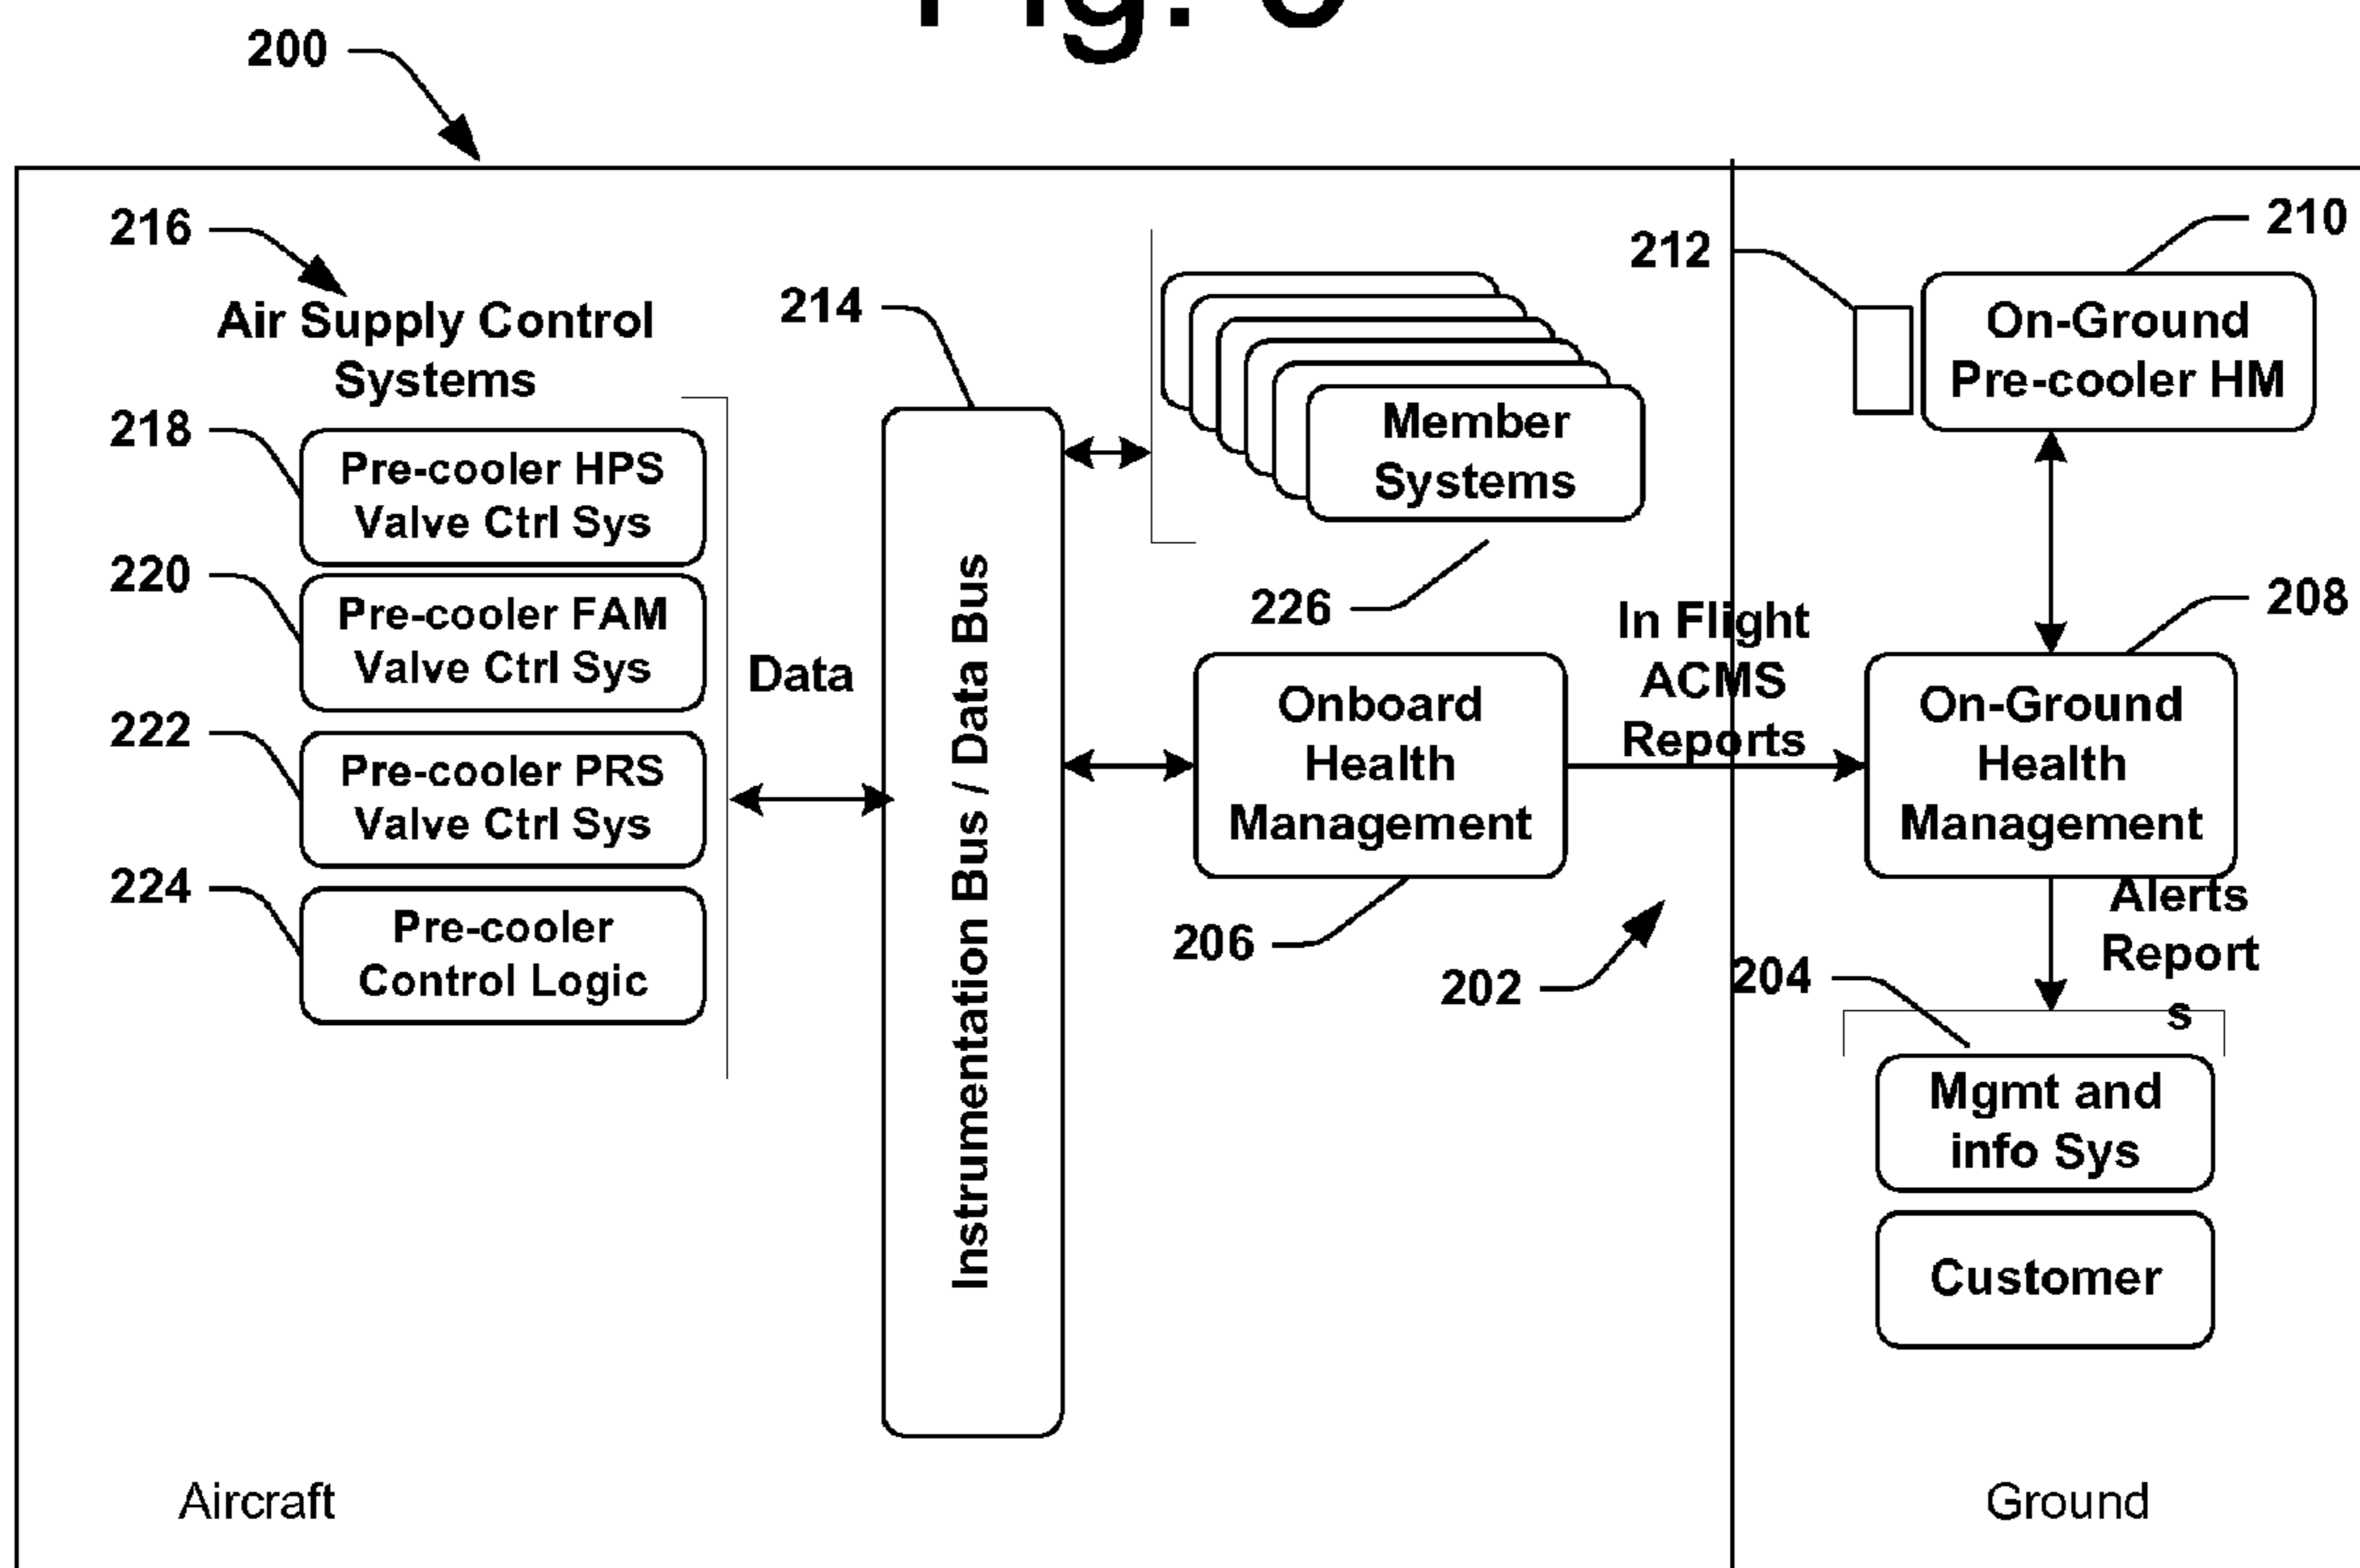 200
216
Air Supply Control
Systems
218
Pre-cooler HPS
Valve Ctrl Sys
220
Pre-cooler FAM
Valve Ctrl Sys
222
Pre-cooler PRS
Valve Ctrl Sys
224
Pre-cooler
Control Logic
Data
214
Instrumentation Bus / Data Bus
Member
Systems
226
Onboard
Health
Management
206
202
In Flight
ACMS
Reports
212
210
On-Ground
Pre-cooler HM
208
On-Ground
Health
Management
Alerts
Report
s
204
Mgmt and
info Sys
Customer
Aircraft
Ground